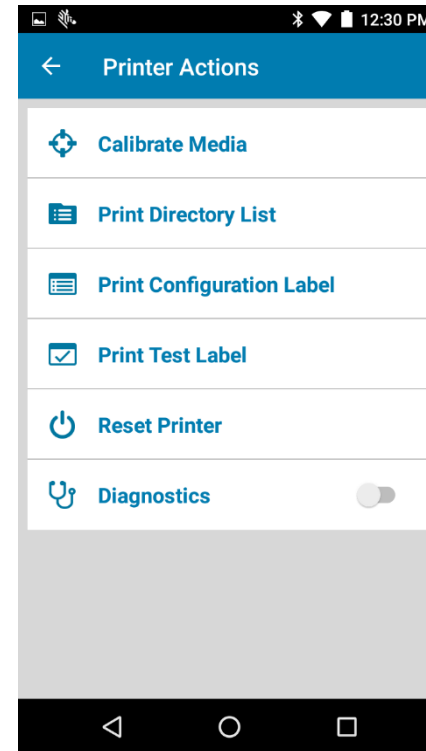 12:30 PM
Printer Actions
Calibrate Media
Print Directory List
Print Configuration Label
Print Test Label
Reset Printer
Diagnostics